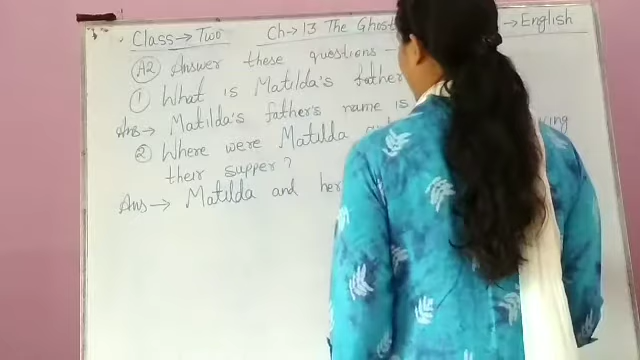 Class → Two Ch → 13 The Ghost → English
A2 Answer these questions —
1 What is Matilda's father
Ans → Matilda's father's name is
2 Where were Matilda
their supper?
Ans → Matilda and her